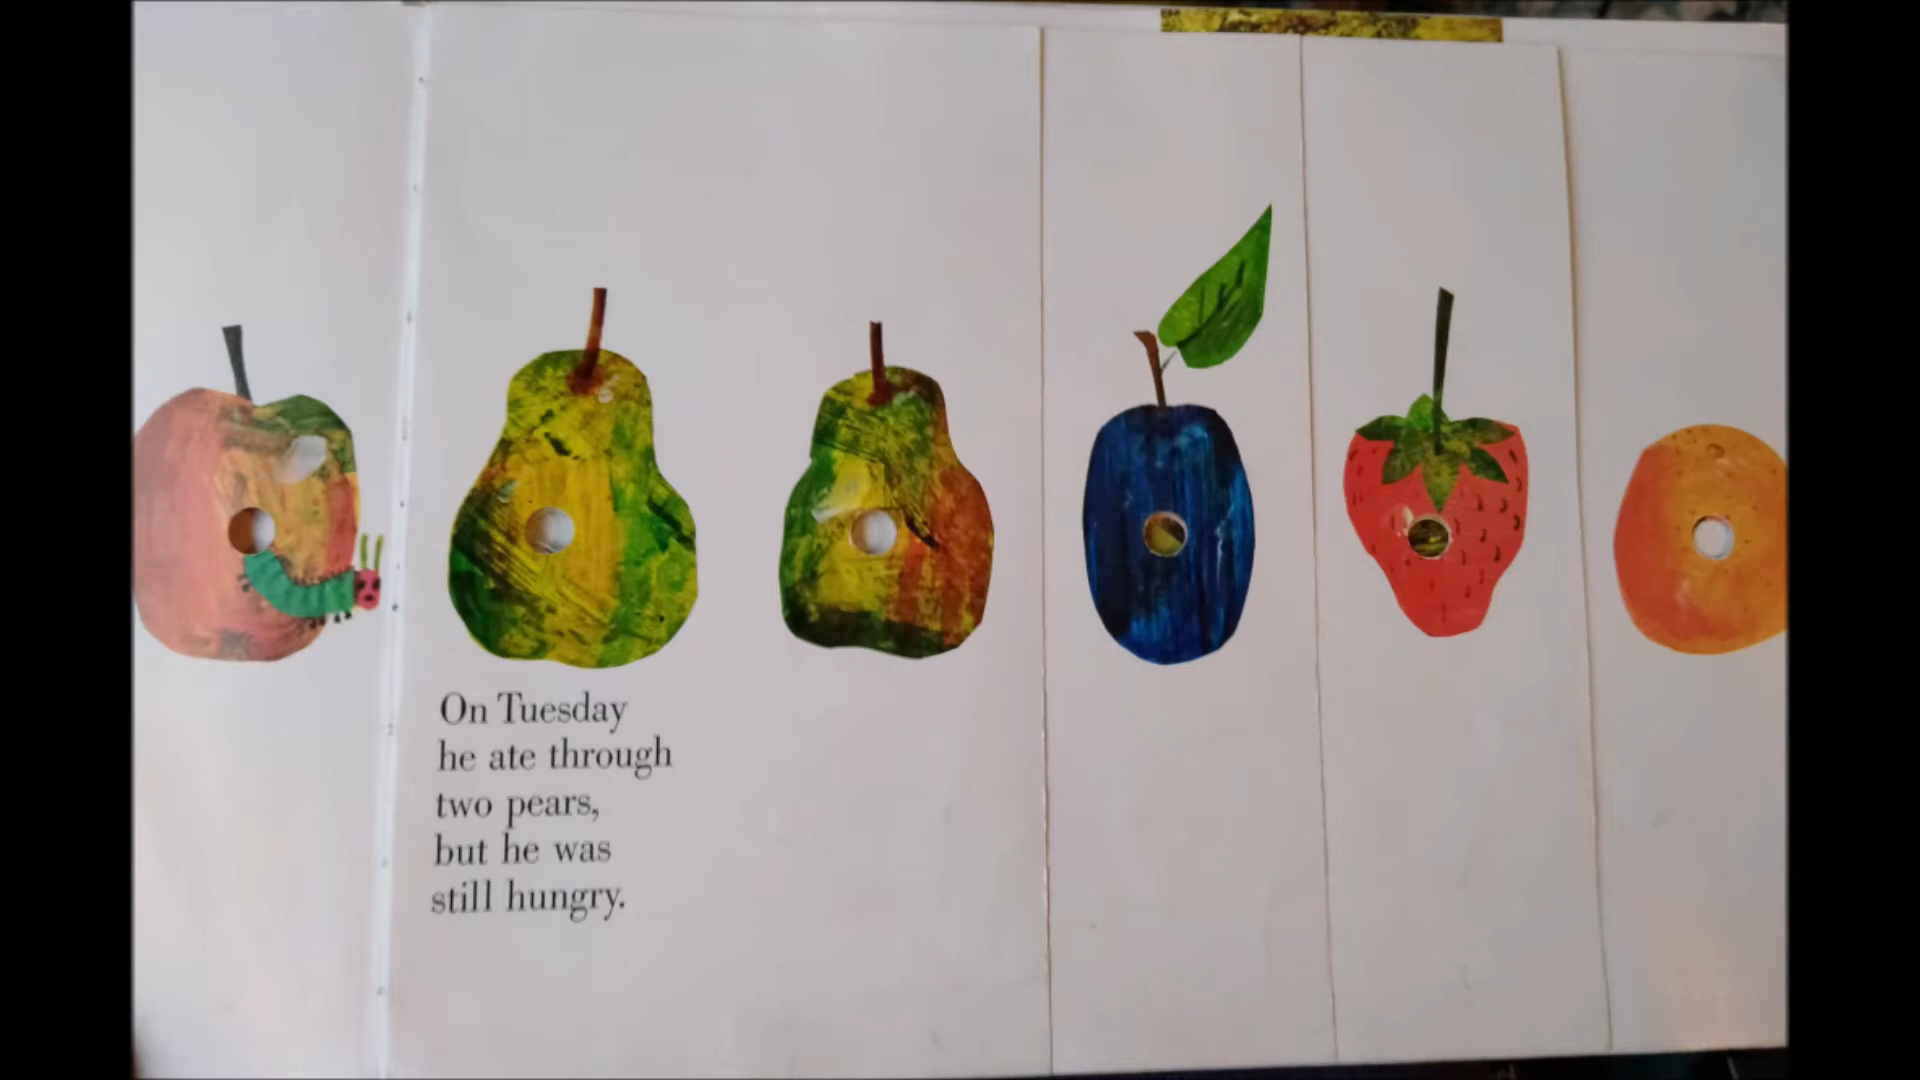 On Tuesday
he ate through
two pears,
but he was
still hungry.